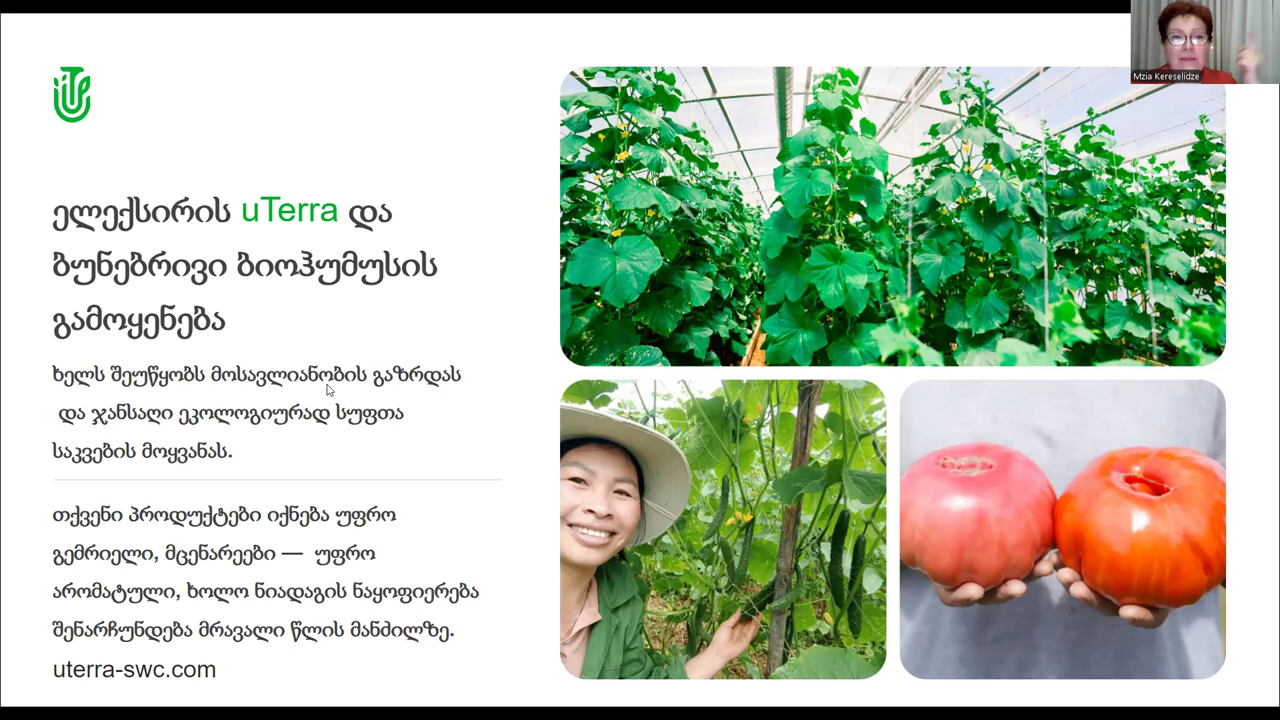 Mzia Kereselidze
ელექსირის uTerra და
ბუნებრივი ბიოჰუმუსის
გამოყენება
ხელს შეუწყობს მოსავლიანობის გაზრდას
და ჯანსაღი ეკოლოგიურად სუფთა
საკვების მოყვანას.
თქვენი პროდუქტები იქნება უფრო
გემრიელი, მცენარეები — უფრო
არომატული, ხოლო ნიადაგის ნაყოფიერება
შენარჩუნდება მრავალი წლის მანძილზე.
uterra-swc.com